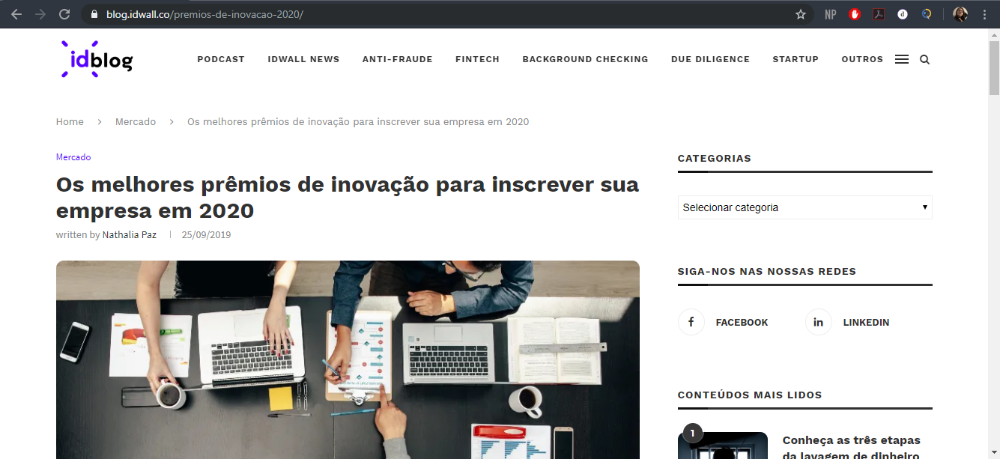 blog.idwall.co/premios-de-inovacao-2020/
NP
idblog
PODCAST IDWALL NEWS ANTI-FRAUDE FINTECH BACKGROUND CHECKING DUE DILIGENCE STARTUP OUTROS
Home > Mercado > Os melhores prêmios de inovação para inscrever sua empresa em 2020
Mercado
Os melhores prêmios de inovação para inscrever sua
empresa em 2020
written by Nathalia Paz | 25/09/2019
CATEGORIAS
Selecionar categoria
SIGA-NOS NAS NOSSAS REDES
f FACEBOOK in LINKEDIN
CONTEÚDOS MAIS LIDOS
1
Conheça as três etapas
da lavagem de dinheiro